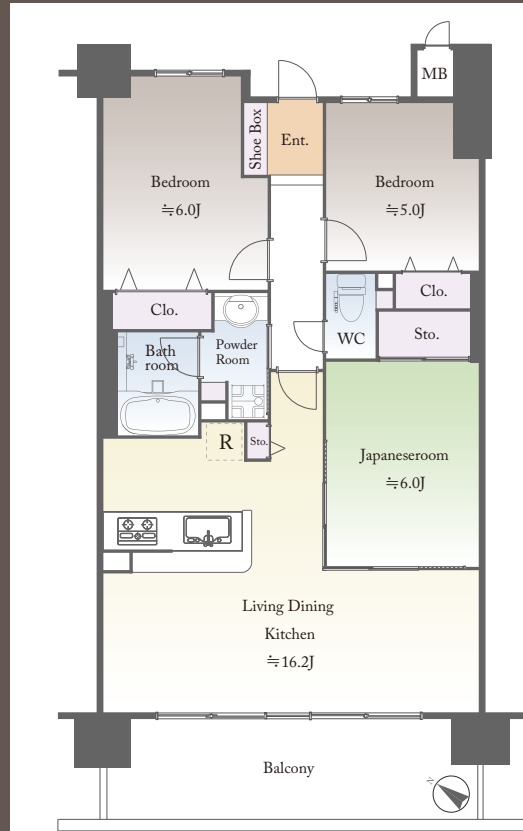 MB
Shoe Box
Ent.
Bedroom
≒6.0J
Bedroom
≒5.0J
Clo.
Clo.
Bath
room
Powder
Room
WC
Sto.
R
Sto.
Japaneseroom
≒6.0J
Living Dining
Kitchen
≒16.2J
Balcony
N